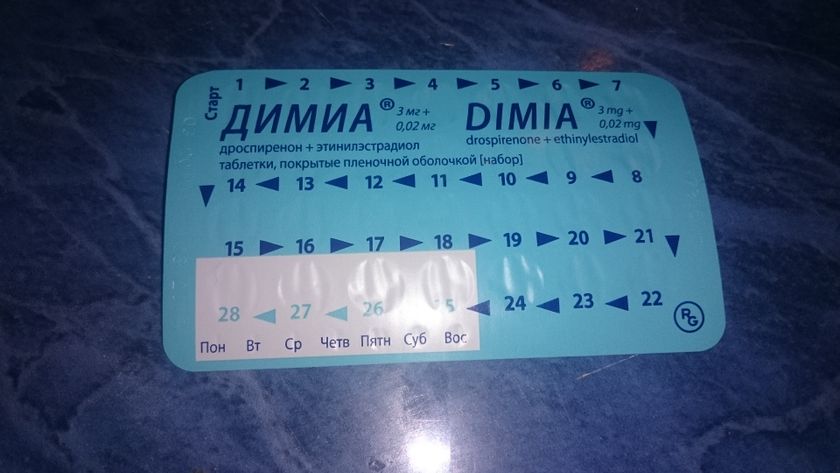 Старт
1 ► 2 ► 3 ► 4 ► 5 ► 6 ► 7
ДИМИА® 3 мг + 0,02 мг
дроспиренон + этинилэстрадиол
таблетки, покрытые пленочной оболочкой [набор]
DIMIA® 3 mg + 0,02 mg
drospirenone + ethinylestradiol
14 ◄ 13 ◄ 12 ◄ 11 ◄ 10 ◄ 9 ◄ 8
15 ► 16 ► 17 ► 18 ► 19 ► 20 ► 21
28 ◄ 27 ◄ 26 25 ◄ 24 ◄ 23 ◄ 22
Пон Вт Ср Четв Пятн Суб Вос
RG